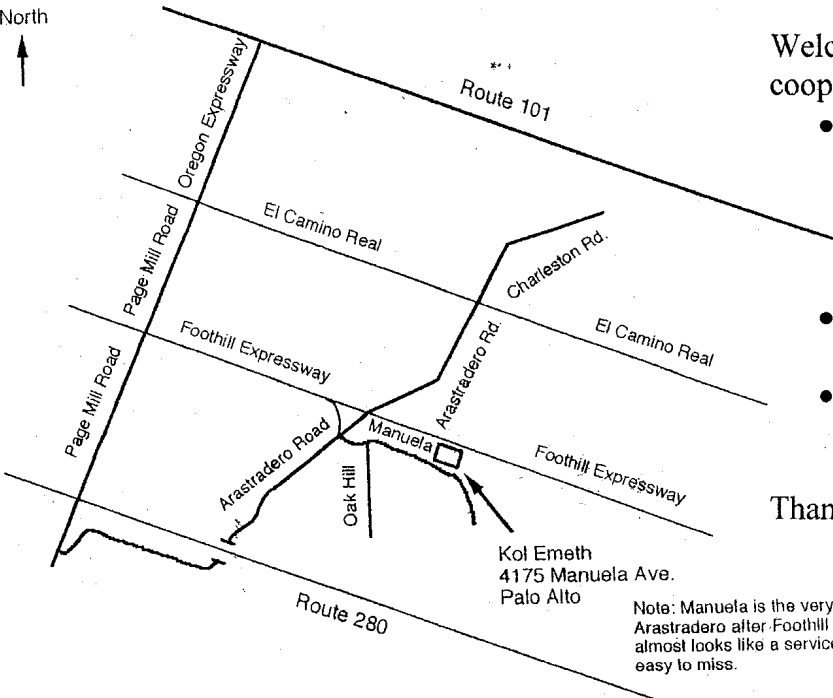 North
Welc
coop
Route 101
Oregon Expressway
El Camino Real
Page Mill Road
Charleston Rd.
El Camino Real
Foothill Expressway
Arastradero Rd.
Page Mill Road
Manuela
Arastradero Road
Foothill Expressway
Oak Hill
Than
Kol Emeth
4175 Manuela Ave.
Palo Alto
Route 280
Note: Manuela is the very
Arastradero after Foothill
almost looks like a service
easy to miss.